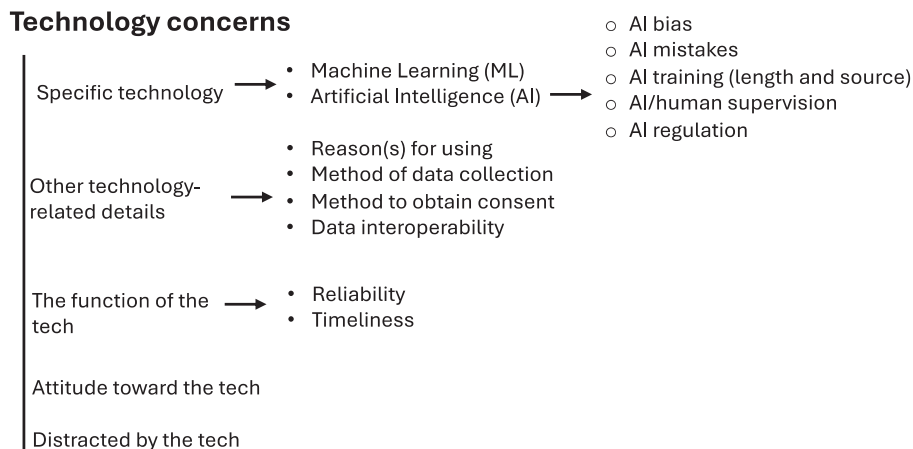 Technology concerns
Specific technology
• Machine Learning (ML)
• Artificial Intelligence (AI)
○ AI bias
○ AI mistakes
○ AI training (length and source)
○ AI/human supervision
○ AI regulation
Other technology-
related details
• Reason(s) for using
• Method of data collection
• Method to obtain consent
• Data interoperability
The function of the
tech
• Reliability
• Timeliness
Attitude toward the tech
Distracted by the tech